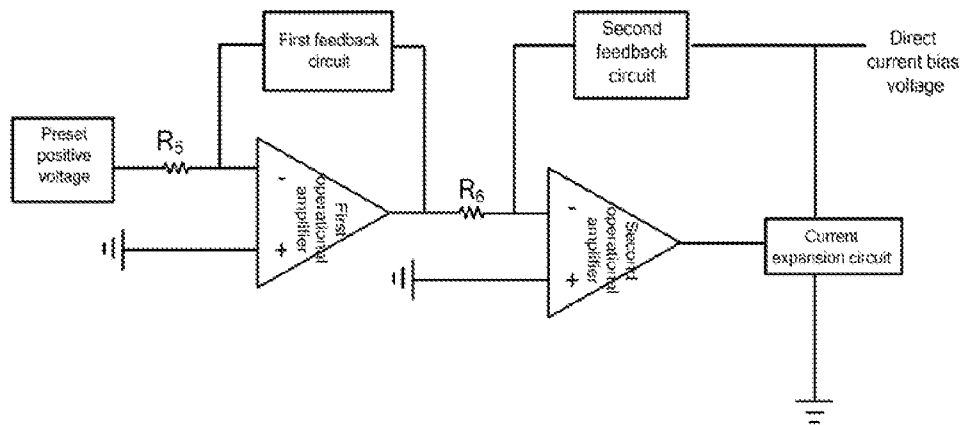 First feedback
circuit
Second
feedback
circuit
Direct
current bias
voltage
Preset
positive
voltage
R5
-
+
First
operational
amplifier
R6
-
+
Second
operational
amplifier
Current
expansion circuit